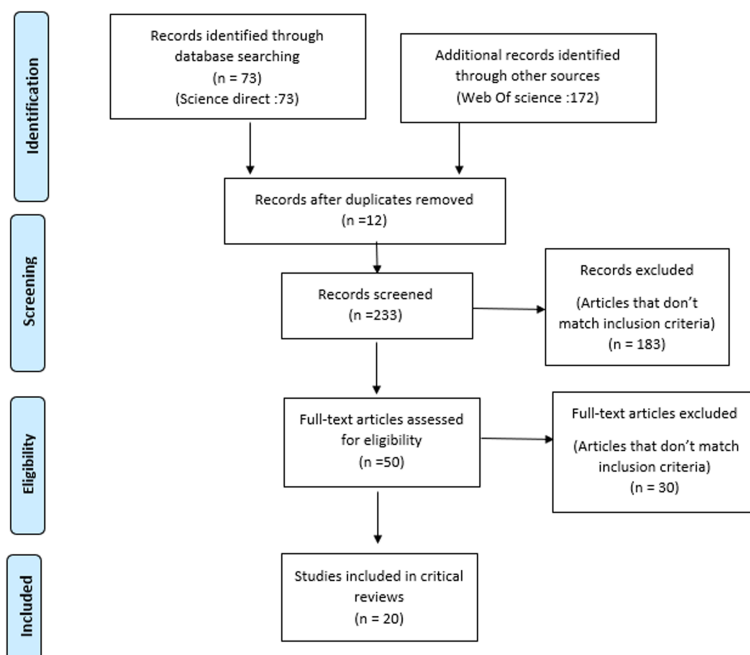 Identification
Records identified through
database searching
(n = 73)
(Science direct :73)
Additional records identified
through other sources
(Web Of science :172)
Records after duplicates removed
(n =12)
Screening
Records screened
(n =233)
Records excluded
(Articles that don't
match inclusion criteria)
(n = 183)
Eligibility
Full-text articles assessed
for eligibility
(n =50)
Full-text articles excluded
(Articles that don't match
inclusion criteria)
(n = 30)
Included
Studies included in critical
reviews
(n = 20)